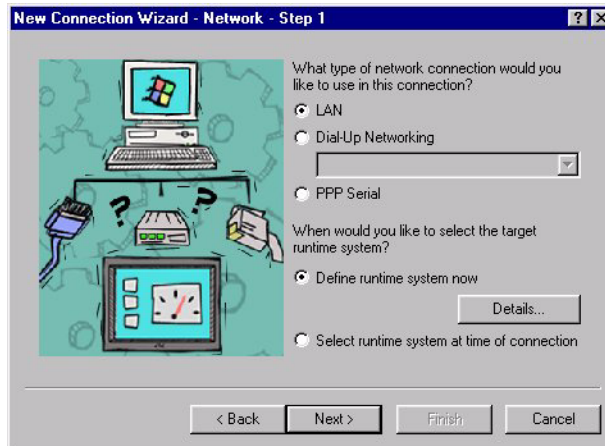 New Connection Wizard - Network - Step 1
What type of network connection would you
like to use in this connection?
LAN
Dial-Up Networking
PPP Serial
When would you like to select the target
runtime system?
Define runtime system now
Details...
Select runtime system at time of connection
< Back
Next >
Finish
Cancel